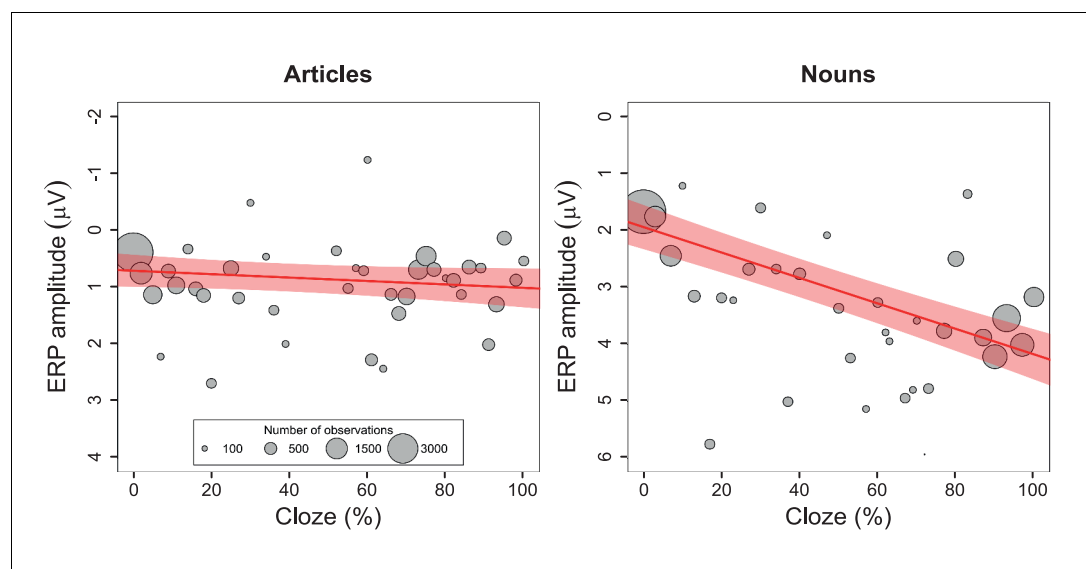 Articles
ERP amplitude (µV)
-2
-1
0
1
2
3
4
Number of observations
100 500 1500 3000
0 20 40 60 80 100
Cloze (%)
Nouns
ERP amplitude (µV)
0
1
2
3
4
5
6
0 20 40 60 80 100
Cloze (%)